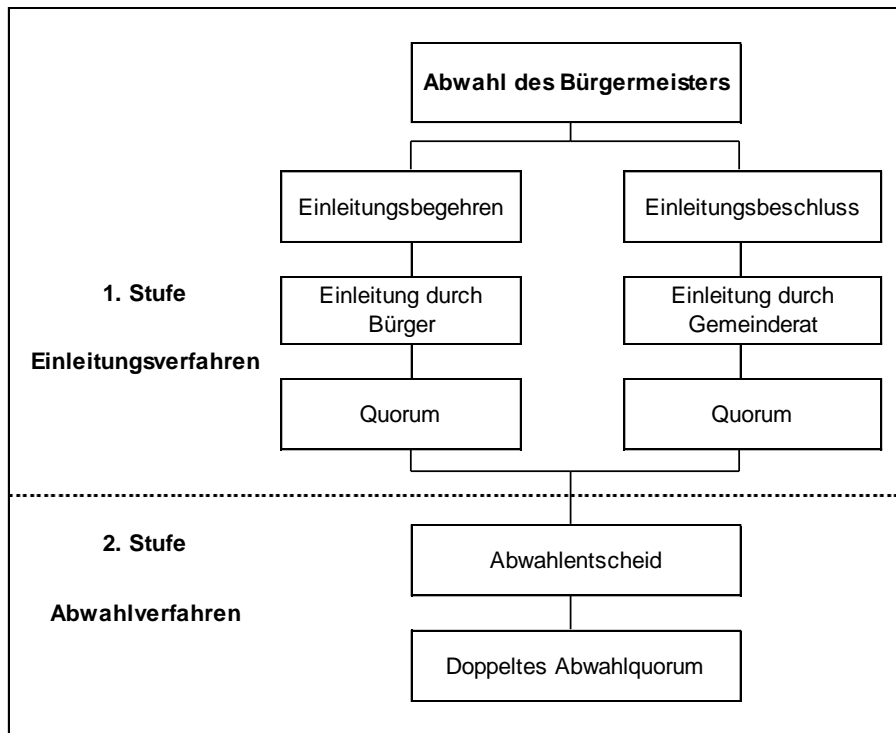 Abwahl des Bürgermeisters
Einleitungsbegehren
Einleitungsbeschluss
1. Stufe
Einleitungsverfahren
Einleitung durch
Bürger
Einleitung durch
Gemeinderat
Quorum
Quorum
2. Stufe
Abwahlverfahren
Abwahlentscheid
Doppeltes Abwahlquorum